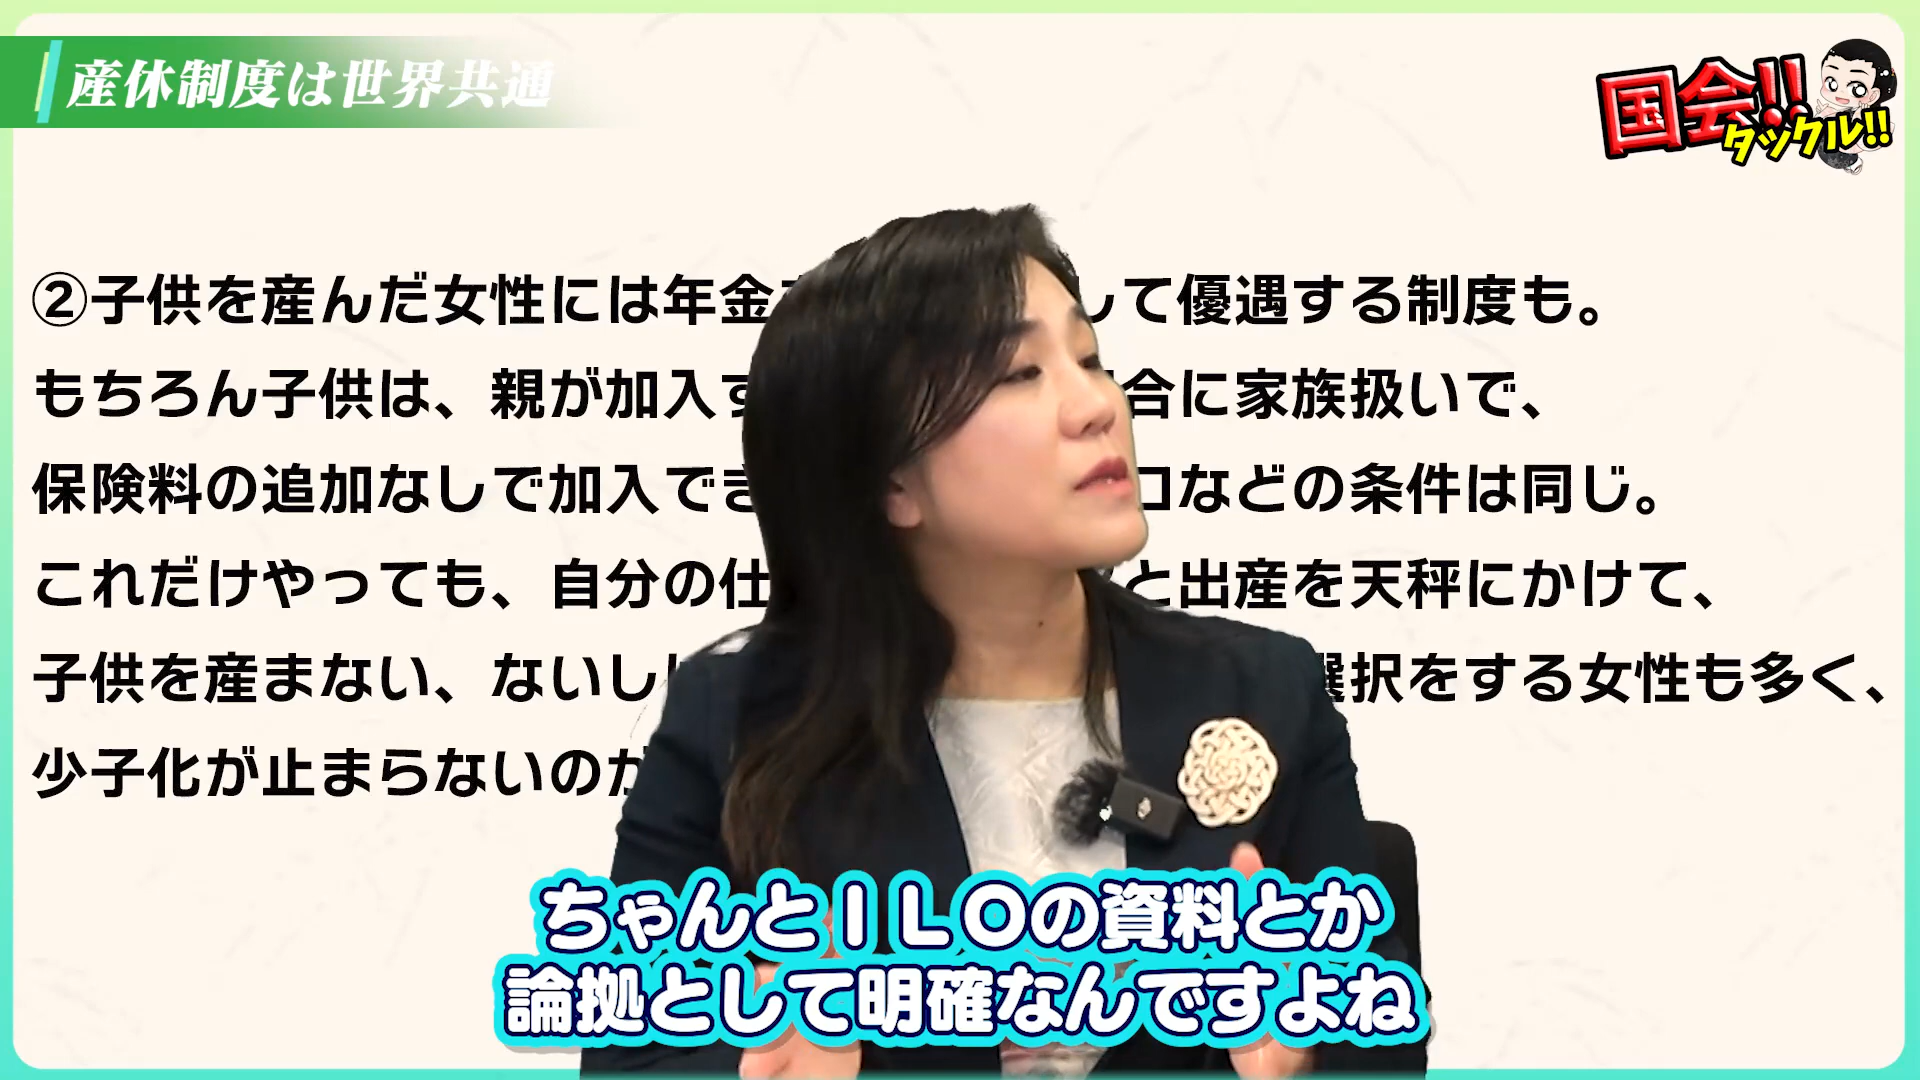 産休制度は世界共通
国会!!
タックル!!
②子供を産んだ女性には年金 して優遇する制度も。
もちろん子供は、親が加入す 合に家族扱いで、
保険料の追加なしで加入でき などの条件は同じ。
これだけやっても、自分の仕 と出産を天秤にかけて、
子供を産まない、ないし 選択をする女性も多く、
少子化が止まらないのが
ちゃんとILOの資料とか
論拠として明確なんですよね